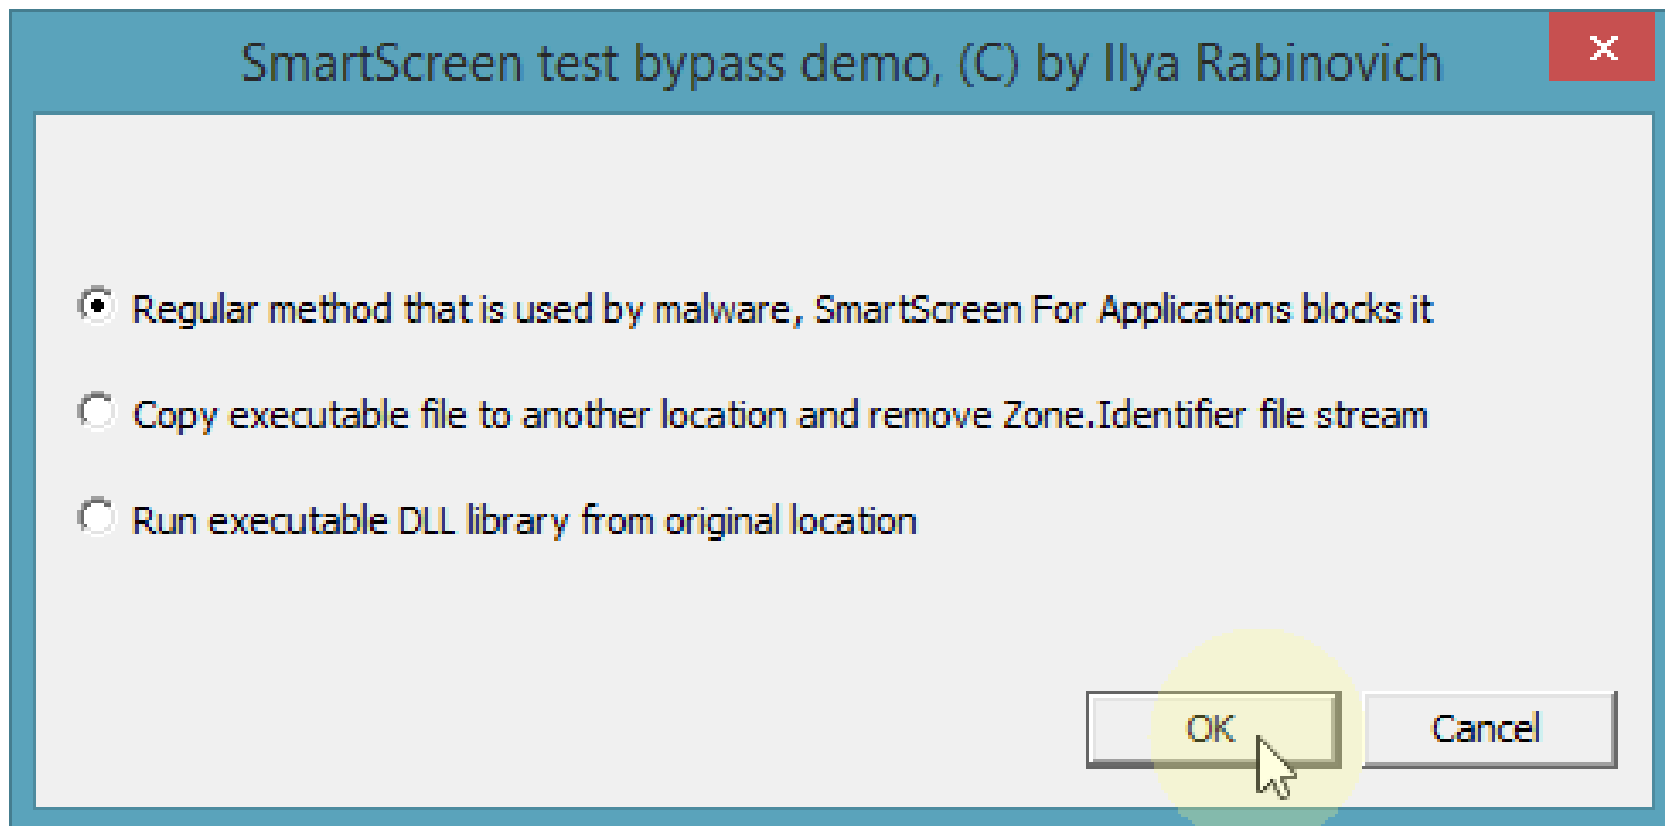 SmartScreen test bypass demo, (C) by Ilya Rabinovich
Regular method that is used by malware, SmartScreen For Applications blocks it
Copy executable file to another location and remove Zone.Identifier file stream
Run executable DLL library from original location
OK Cancel